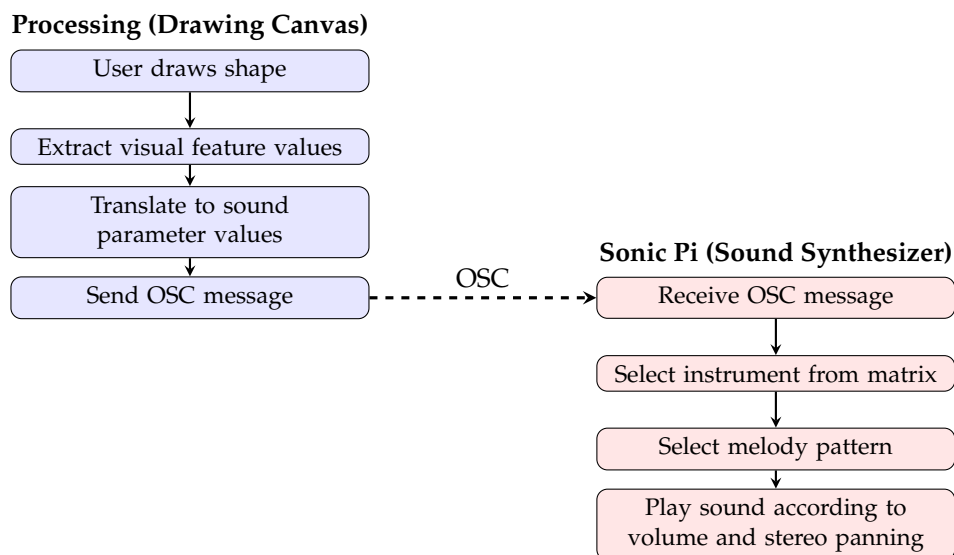 Processing (Drawing Canvas)
User draws shape
Extract visual feature values
Translate to sound
parameter values
Send OSC message
OSC
Sonic Pi (Sound Synthesizer)
Receive OSC message
Select instrument from matrix
Select melody pattern
Play sound according to
volume and stereo panning